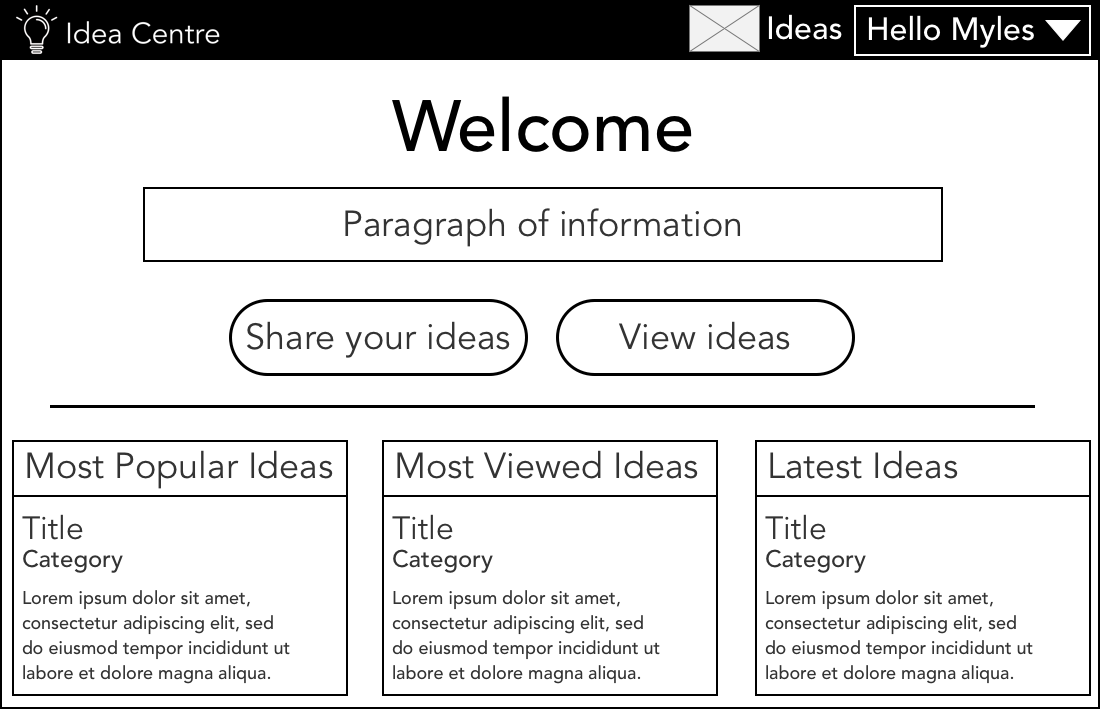 Idea Centre
Ideas
Hello Myles
Welcome
Paragraph of information
Share your ideas
View ideas
Most Popular Ideas
Title
Category
Lorem ipsum dolor sit amet,
consectetur adipiscing elit, sed
do eiusmod tempor incididunt ut
labore et dolore magna aliqua.
Most Viewed Ideas
Title
Category
Lorem ipsum dolor sit amet,
consectetur adipiscing elit, sed
do eiusmod tempor incididunt ut
labore et dolore magna aliqua.
Latest Ideas
Title
Category
Lorem ipsum dolor sit amet,
consectetur adipiscing elit, sed
do eiusmod tempor incididunt ut
labore et dolore magna aliqua.